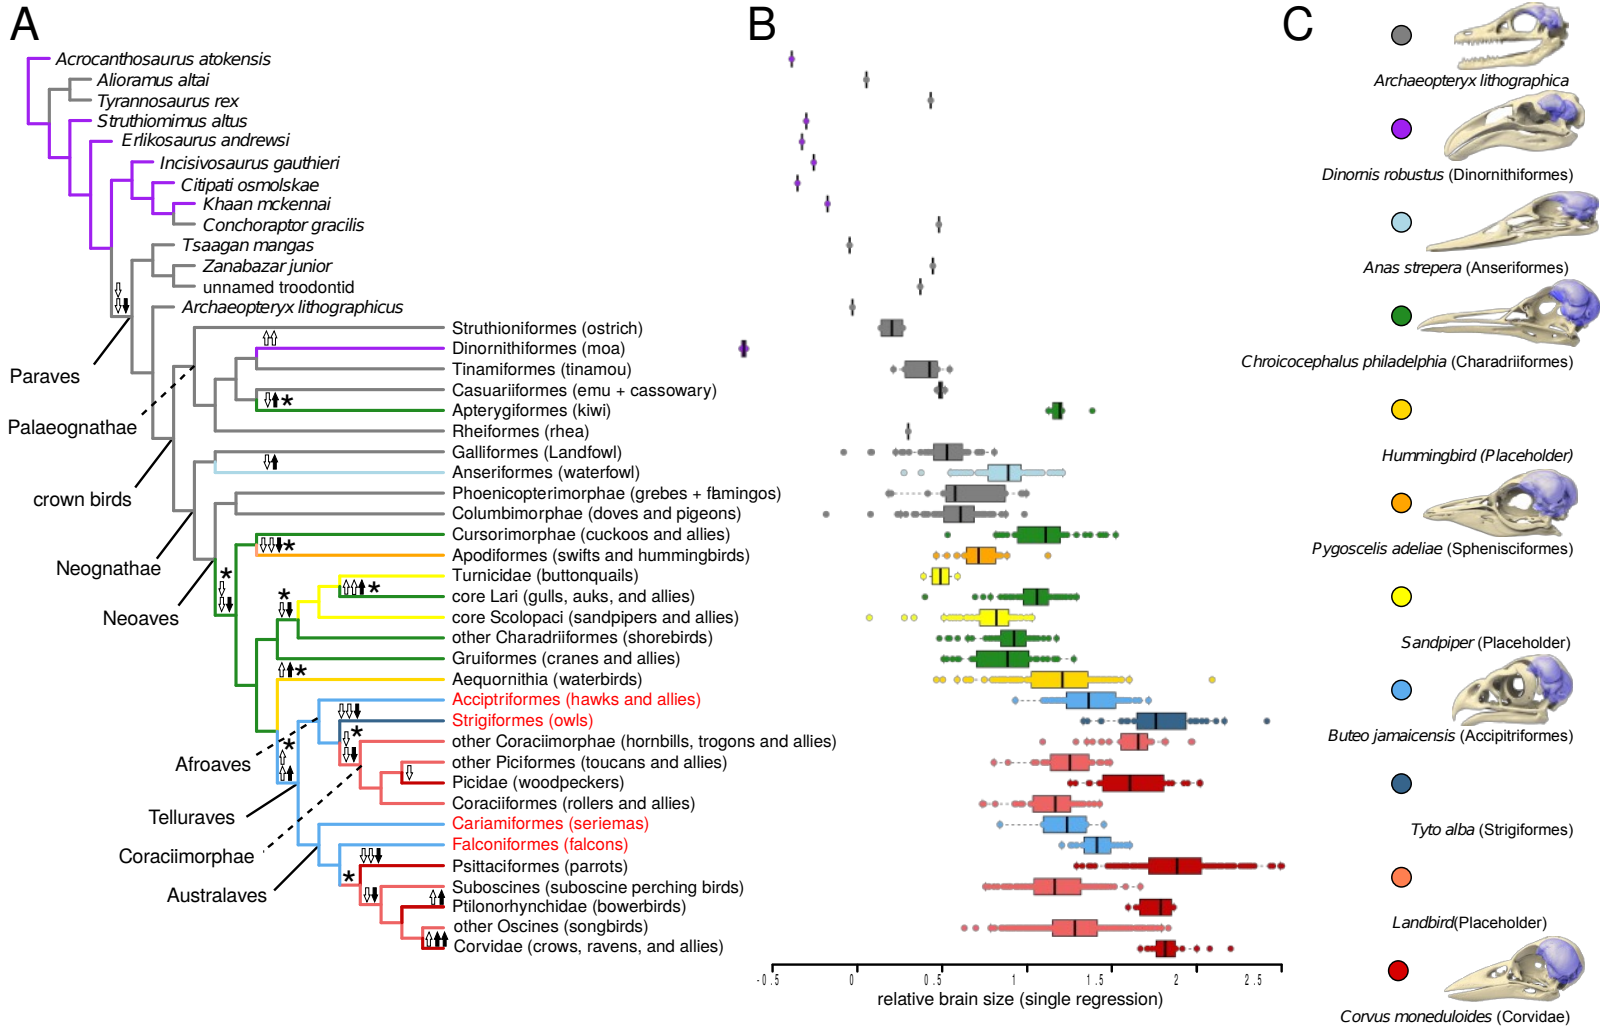 A
Acrocanthosaurus atokensis
Alioramus altai
Tyrannosaurus rex
Struthiomimus altus
Erlikosaurus andrewsi
Incisivosaurus gauthieri
Citipati osmolskae
Khaan mckennai
Conchoraptor gracilis
Tsaagan mangas
Zanabazar junior
unnamed troodontid
Archaeopteryx lithographicus
Struthioniformes (ostrich)
Dinornithiformes (moa)
Tinamiformes (tinamou)
Casuariiformes (emu + cassowary)
Apterygiformes (kiwi)
Rheiformes (rhea)
Galliformes (Landfowl)
Anseriformes (waterfowl)
Phoenicopterimorphae (grebes + flamingos)
Columbimorphae (doves and pigeons)
Cursorimorphae (cuckoos and allies)
Apodiformes (swifts and hummingbirds)
Turnicidae (buttonquails)
core Lari (gulls, auks, and allies)
core Scolopaci (sandpipers and allies)
other Charadriiformes (shorebirds)
Gruiformes (cranes and allies)
Aequornithia (waterbirds)
Acciptriformes (hawks and allies)
Strigiformes (owls)
other Coraciimorphae (hornbills, trogons and allies)
other Piciformes (toucans and allies)
Picidae (woodpeckers)
Coraciiformes (rollers and allies)
Cariamiformes (seriemas)
Falconiformes (falcons)
Psittaciformes (parrots)
Suboscines (suboscine perching birds)
Ptilonorhynchidae (bowerbirds)
other Oscines (songbirds)
Corvidae (crows, ravens, and allies)
Paraves
Palaeognathae
crown birds
Neognathae
Neoaves
Afroaves
Telluraves
Coraciimorphae
Australaves
B
-0.5 0 0.5 1 1.5 2 2.5
relative brain size (single regression)
C
Archaeopteryx lithographica
Dinornis robustus (Dinornithiformes)
Anas strepera (Anseriformes)
Chroicocephalus philadelphia (Charadriiformes)
Hummingbird (Placeholder)
Pygoscelis adeliae (Sphenisciformes)
Sandpiper (Placeholder)
Buteo jamaicensis (Accipitriformes)
Tyto alba (Strigiformes)
Landbird(Placeholder)
Corvus moneduloides (Corvidae)